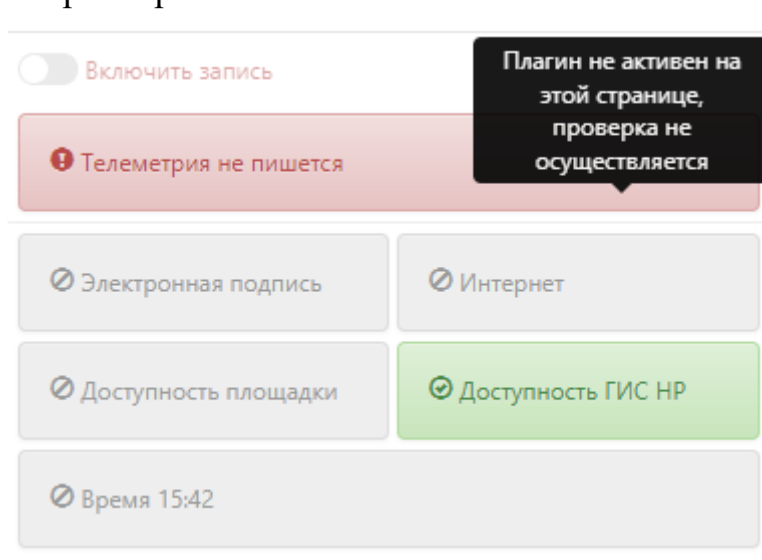 Включить запись
Плагин не активен на
этой странице,
проверка не
осуществляется
Телеметрия не пишется
Электронная подпись
Интернет
Доступность площадки
Доступность ГИС НР
Время 15:42